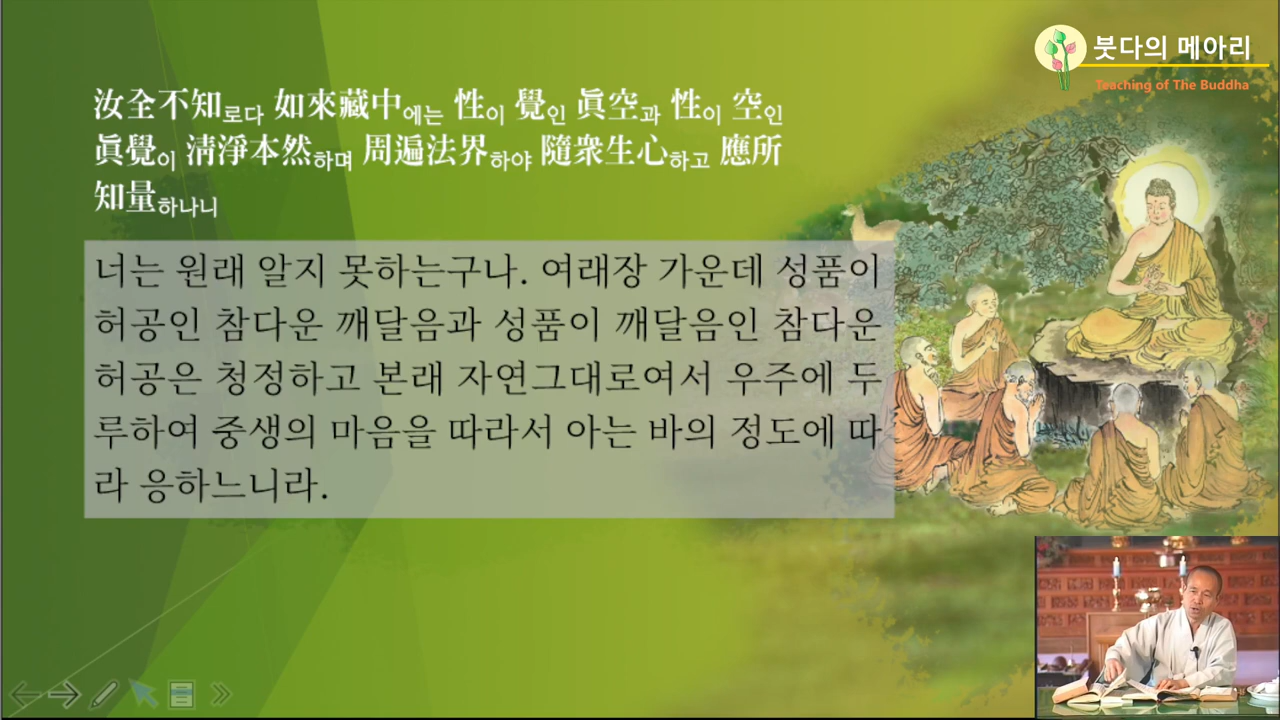 붓다의 메아리
Teaching of The Buddha
汝全不知로다 如來藏中에는 性이 覺인 眞空과 性이 空인
眞覺이 淸淨本然하며 周遍法界하야 隨衆生心하고 應所
知量하나니
너는 원래 알지 못하는구나. 여래장 가운데 성품이
허공인 참다운 깨달음과 성품이 깨달음인 참다운
허공은 청정하고 본래 자연그대로여서 우주에 두
루하여 중생의 마음을 따라서 아는 바의 정도에 따
라 응하느니라.